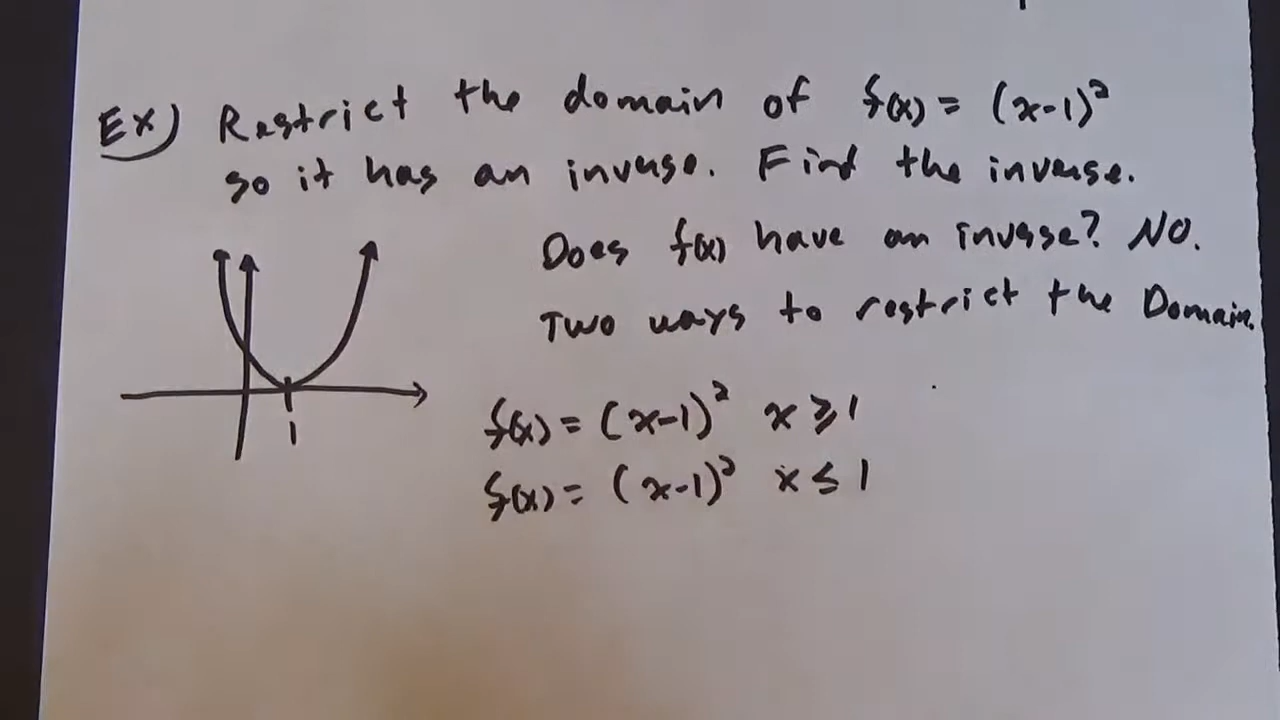 Ex) Restrict the domain of f(x) = (x-1)²
so it has an inverse. Find the inverse.
Does f(x) have an inverse? NO.
Two ways to restrict the Domain.
f(x) = (x-1)² x ≥ 1
f(x) = (x-1)² x ≤ 1
1